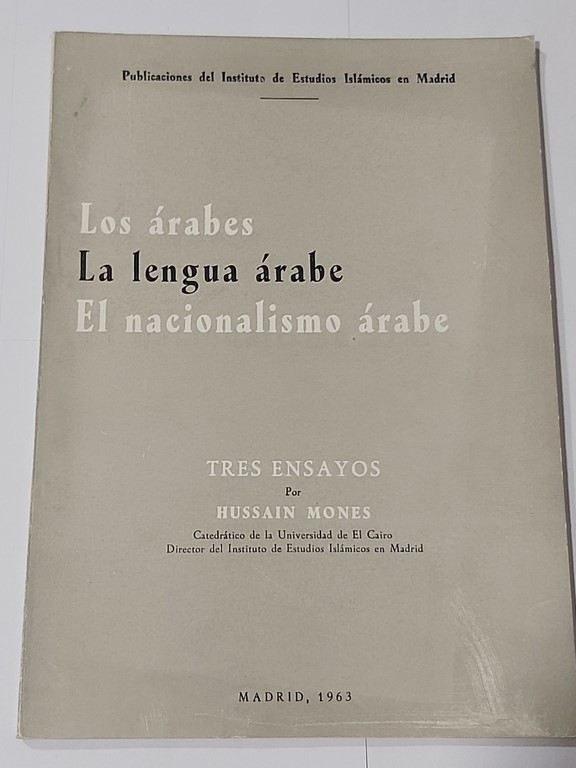 Publicaciones del Instituto de Estudios Islámicos en Madrid
Los árabes
La lengua árabe
El nacionalismo árabe
TRES ENSAYOS
Por
HUSSAIN MONES
Catedrático de la Universidad de El Cairo
Director del Instituto de Estudios Islámicos en Madrid
MADRID, 1963